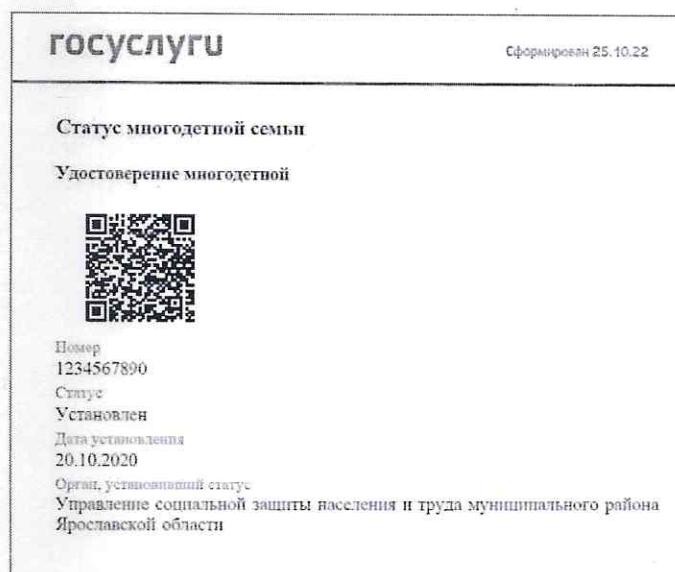 госуслуги
Сформирован 25.10.22
Статус многодетной семьи
Удостоверение многодетной
Номер
1234567890
Статус
Установлен
Дата установления
20.10.2020
Орган, установивший статус
Управление социальной защиты населения и труда муниципального района
Ярославской области